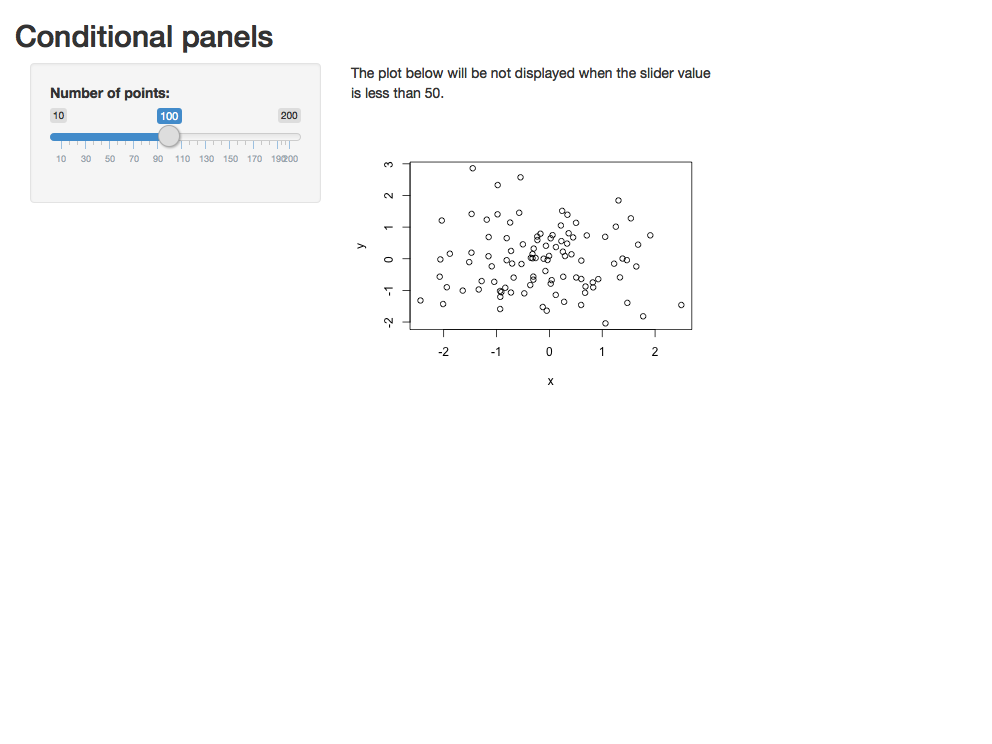 Conditional panels
Number of points:
10 100 200
10 30 50 70 90 110 130 150 170 190 200
The plot below will be not displayed when the slider value
is less than 50.
3
2
1
0
-1
-2
y
-2 -1 0 1 2
x